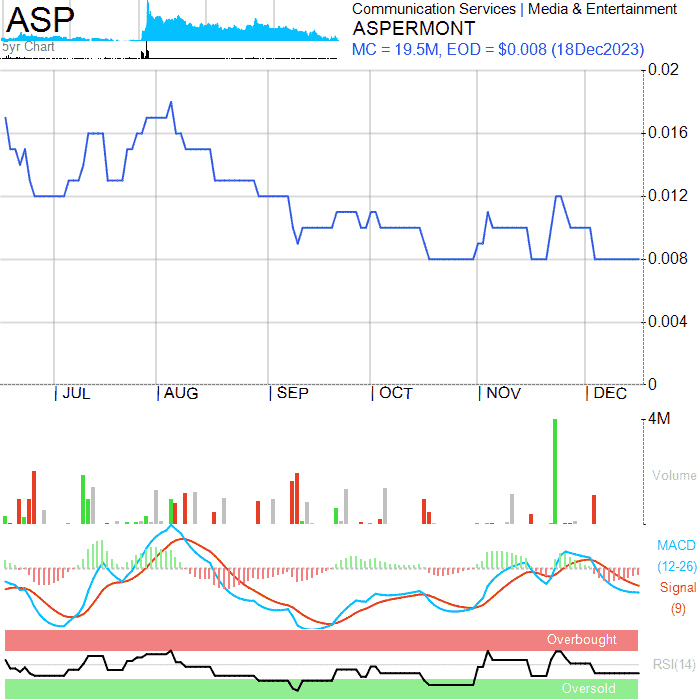 ASP
Communication Services | Media & Entertainment
ASPERMONT
MC = 19.5M, EOD = $0.008 (18Dec2023)
5yr Chart
0.02
0.016
0.012
0.008
0.004
0
| JUL | AUG | SEP | OCT | NOV | DEC
4M
Volume
MACD
(12-26)
Signal
(9)
Overbought
RSI(14)
Oversold